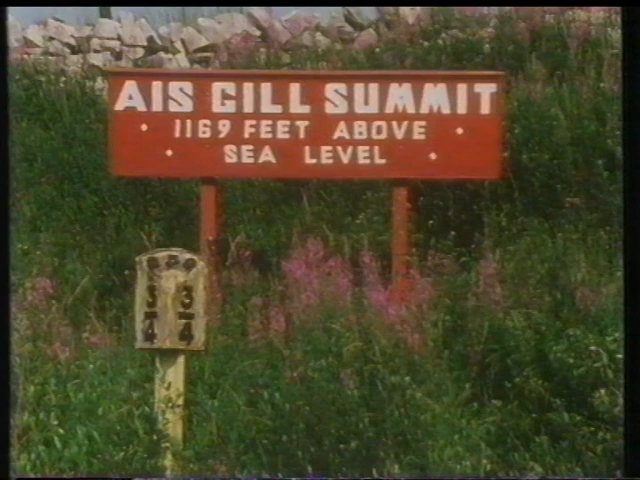 AIS GILL SUMMIT
• 1169 FEET ABOVE •
• SEA LEVEL •
3/4 3/4